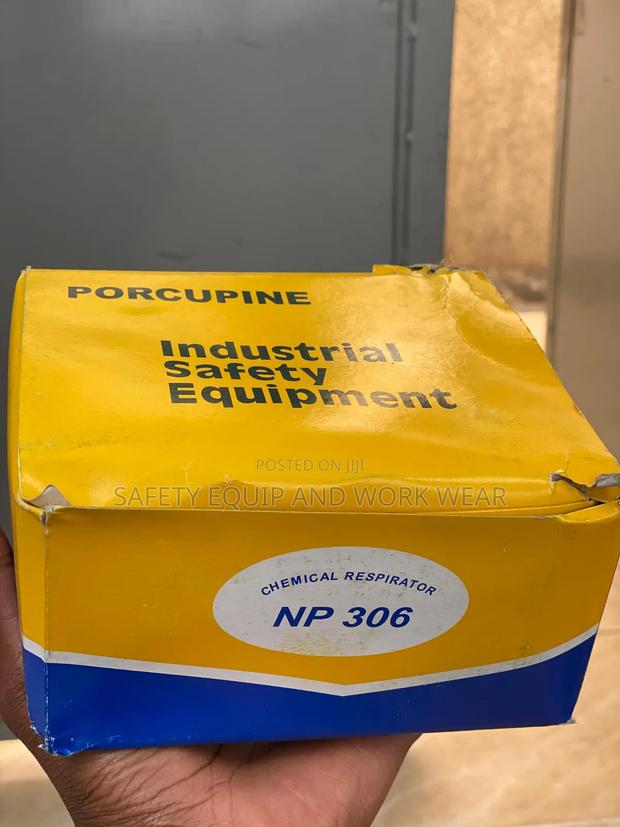 PORCUPINE
Industrial
Safety
Equipment
POSTED ON JIJI
SAFETY EQUIP AND WORK WEAR
CHEMICAL RESPIRATOR
NP 306